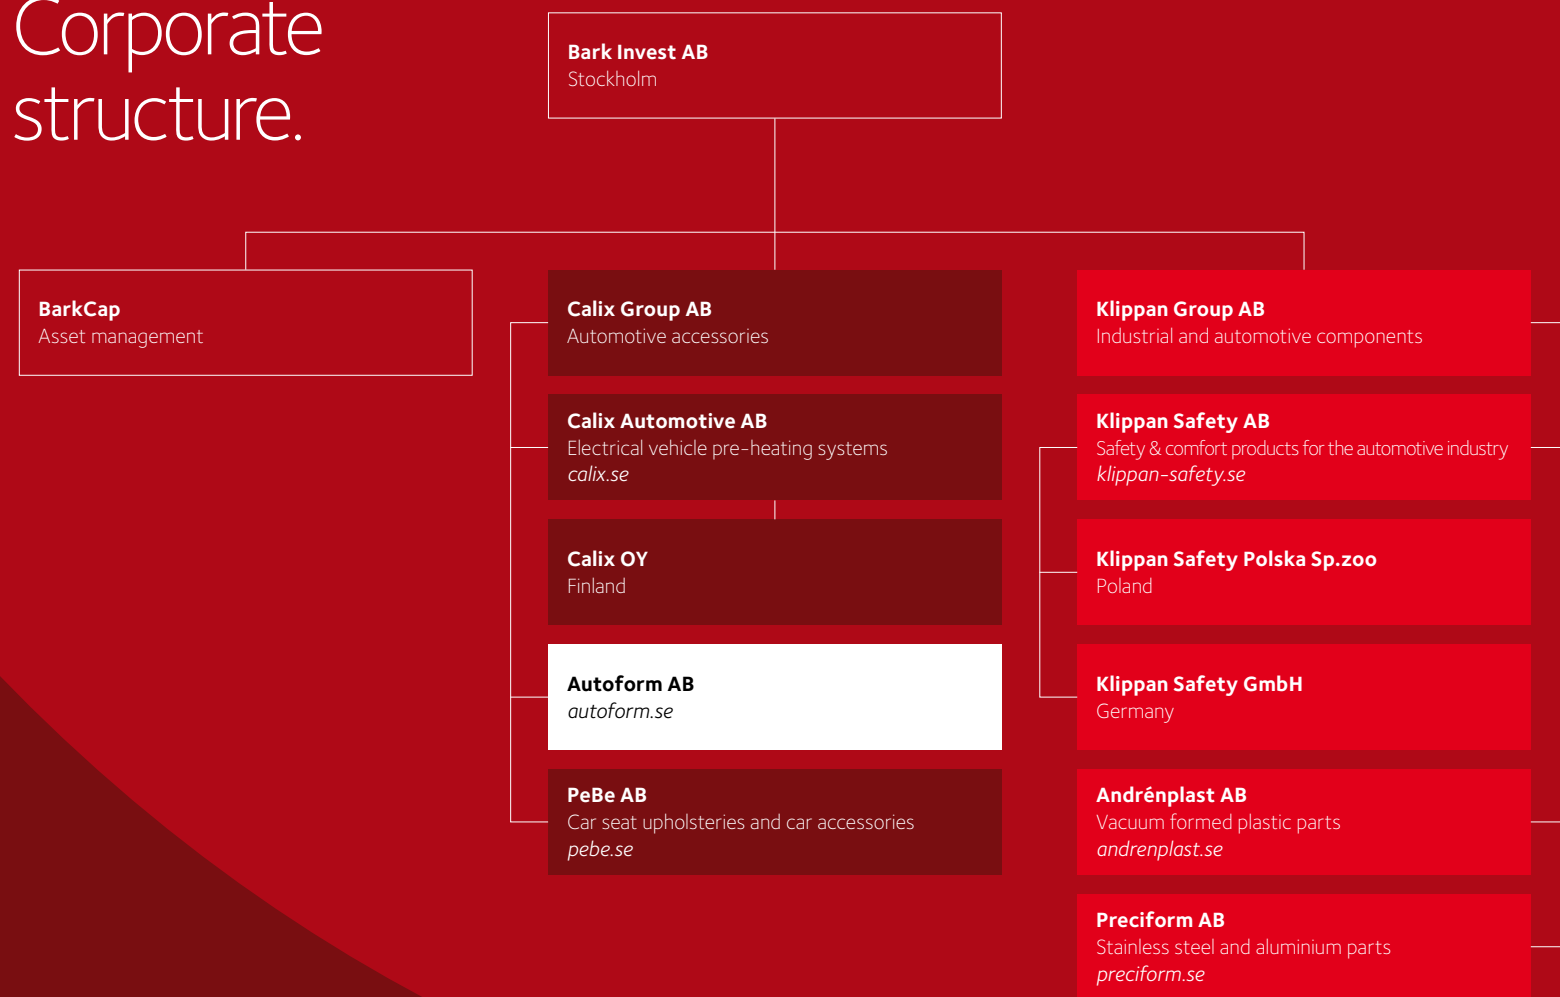 Corporate
structure.
Bark Invest AB
Stockholm
BarkCap
Asset management
Calix Group AB
Automotive accessories
Calix Automotive AB
Electrical vehicle pre-heating systems
calix.se
Calix OY
Finland
Autoform AB
autoform.se
PeBe AB
Car seat upholsteries and car accessories
pebe.se
Klippan Group AB
Industrial and automotive components
Klippan Safety AB
Safety & comfort products for the automotive industry
klippan-safety.se
Klippan Safety Polska Sp.zoo
Poland
Klippan Safety GmbH
Germany
Andrénplast AB
Vacuum formed plastic parts
andrenplast.se
Preciform AB
Stainless steel and aluminium parts
preciform.se